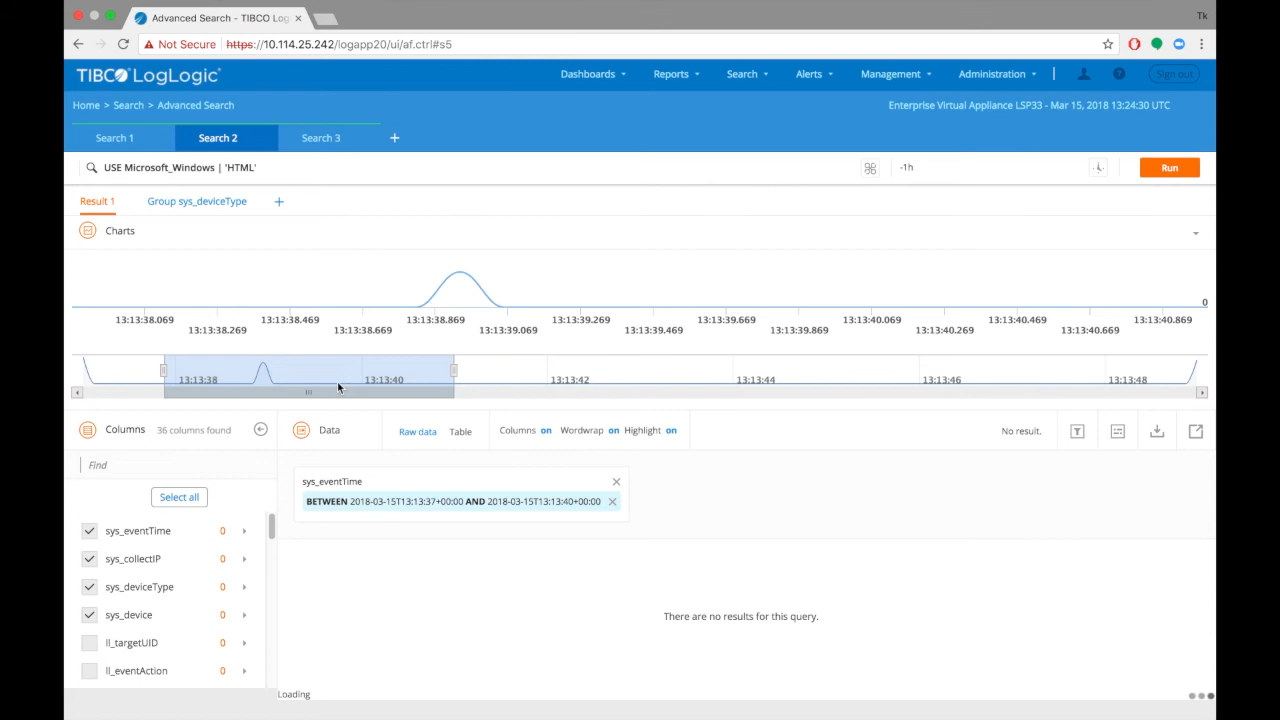 Advanced Search - TIBCO Log
Tk
Not Secure https://10.114.25.242/logapp20/ui/af.ctrl#s5
TIBCO LogLogic
Dashboards Reports Search Alerts Management Administration Sign out
Home > Search > Advanced Search
Enterprise Virtual Appliance LSP33 - Mar 15, 2018 13:24:30 UTC
Search 1 Search 2 Search 3 +
USE Microsoft_Windows | 'HTML'
-1h
Run
Result 1 Group sys_deviceType +
Charts
0
13:13:38.069 13:13:38.269 13:13:38.469 13:13:38.669 13:13:38.869 13:13:39.069 13:13:39.269 13:13:39.469 13:13:39.669 13:13:39.869 13:13:40.069 13:13:40.269 13:13:40.469 13:13:40.669 13:13:40.869
13:13:38 13:13:40 13:13:42 13:13:44 13:13:46 13:13:48
Columns 36 columns found
Data Raw data Table Columns on Wordwrap on Highlight on No result.
Find
Select all
sys_eventTime 0
sys_collectIP 0
sys_deviceType 0
sys_device 0
ll_targetUID 0
ll_eventAction 0
sys_eventTime
BETWEEN 2018-03-15T13:13:37+00:00 AND 2018-03-15T13:13:40+00:00
There are no results for this query.
Loading